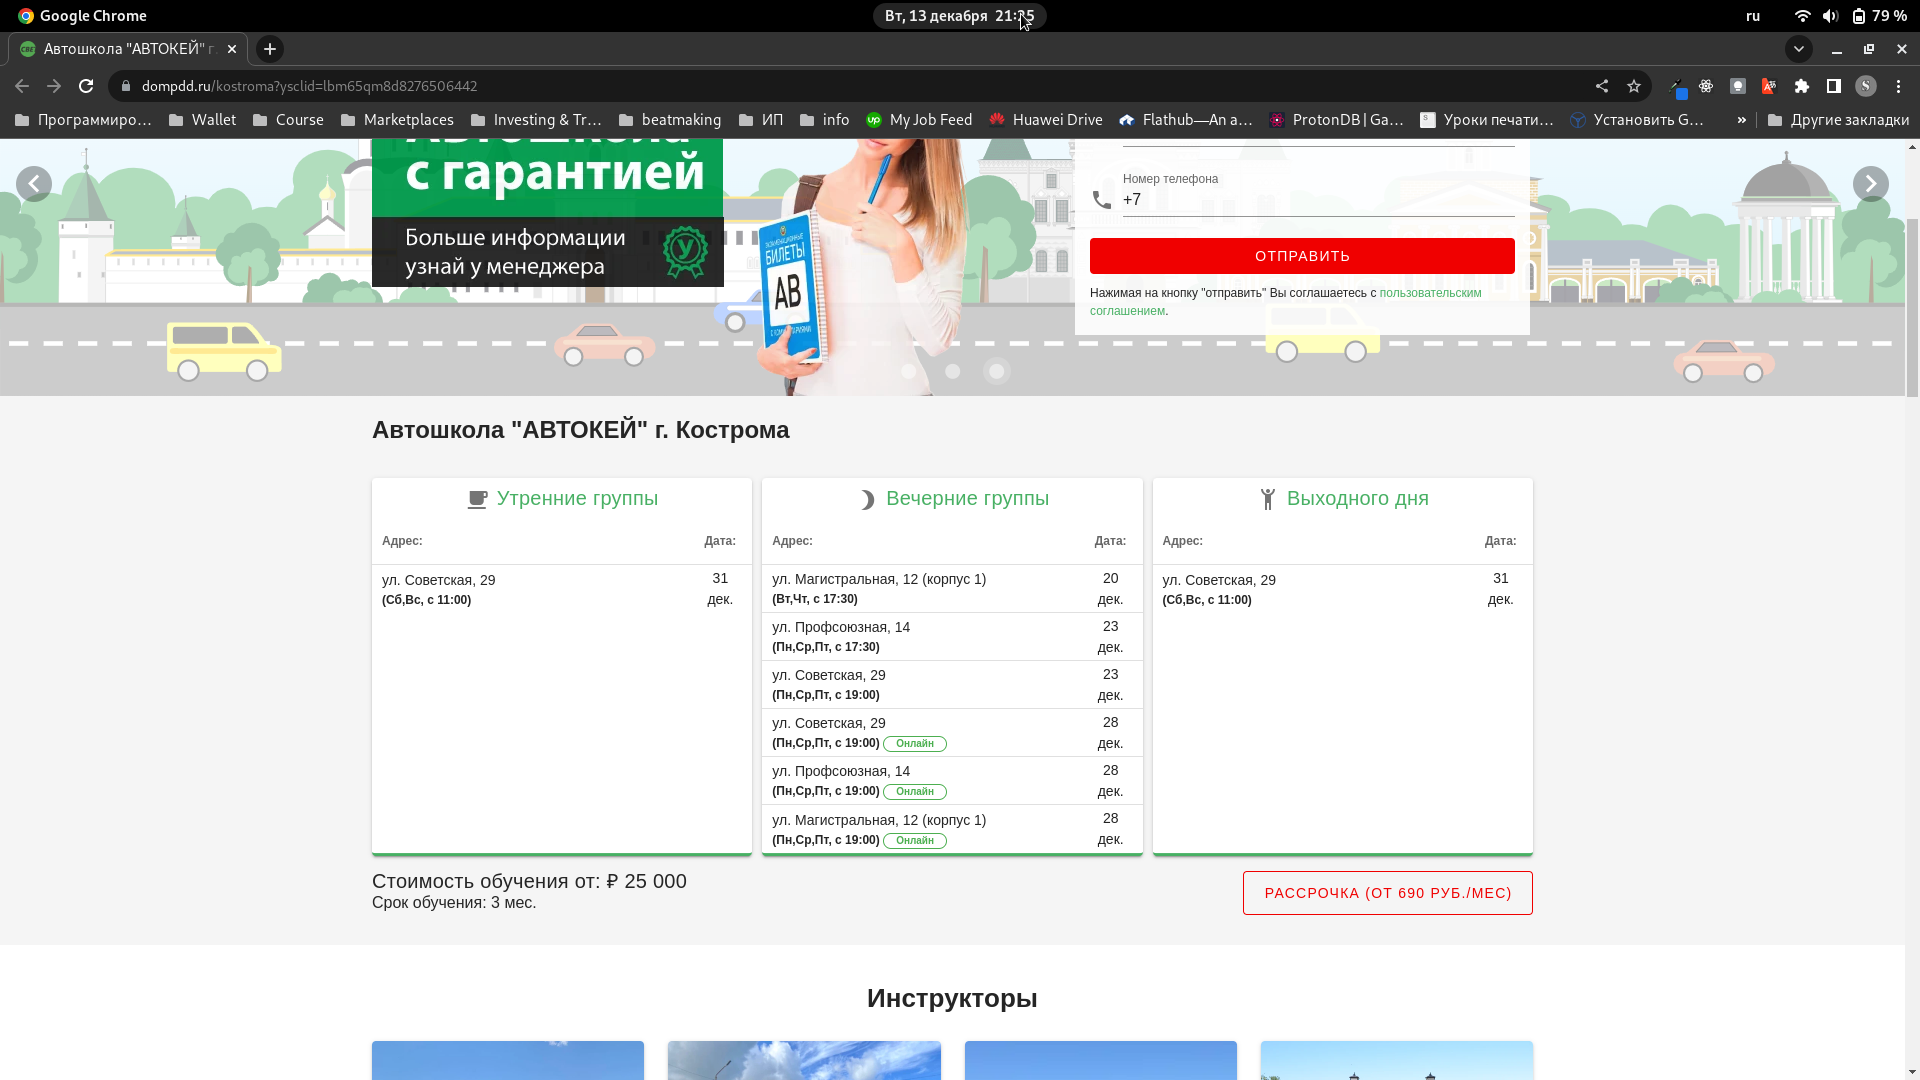 Google Chrome
Вт, 13 декабря 21:
ru
79 %
Автошкола "АВТОКЕЙ" г.
dompdd.ru/kostroma?ysclid=lbm65qm8d8276506442
Программиро…
Wallet
Course
Marketplaces
Investing & Tr…
beatmaking
ИП
info
My Job Feed
Huawei Drive
Flathub—An a…
ProtonDB | Ga…
Уроки печати…
Установить G…
»
Другие закладки
Автошкола
с гарантией
Больше информации
узнай у менеджера
БИЛЕТЫ
АВ
Номер телефона
+7
ОТПРАВИТЬ
Нажимая на кнопку "отправить" Вы соглашаетесь с пользовательским
соглашением.
Автошкола "АВТОКЕЙ" г. Кострома
Утренние группы
Адрес:
Дата:
ул. Советская, 29
31
(Сб,Вс, с 11:00)
дек.
Вечерние группы
Адрес:
Дата:
ул. Магистральная, 12 (корпус 1)
20
(Вт,Чт, с 17:30)
дек.
ул. Профсоюзная, 14
23
(Пн,Ср,Пт, с 17:30)
дек.
ул. Советская, 29
23
(Пн,Ср,Пт, с 19:00)
дек.
ул. Советская, 29
28
(Пн,Ср,Пт, с 19:00) Онлайн
дек.
ул. Профсоюзная, 14
28
(Пн,Ср,Пт, с 19:00) Онлайн
дек.
ул. Магистральная, 12 (корпус 1)
28
(Пн,Ср,Пт, с 19:00) Онлайн
дек.
Выходного дня
Адрес:
Дата:
ул. Советская, 29
31
(Сб,Вс, с 11:00)
дек.
Стоимость обучения от: ₽ 25 000
Срок обучения: 3 мес.
РАССРОЧКА (ОТ 690 РУБ./МЕС)
Инструкторы